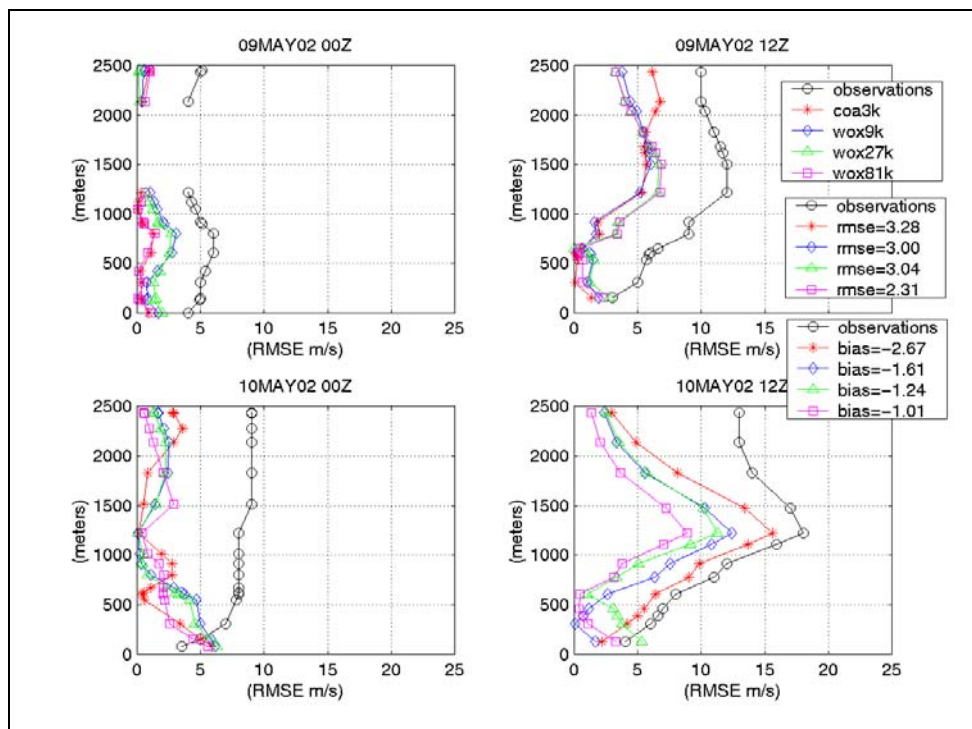 09MAY02 00Z
2500
2000
1500
1000
500
0
(meters)
0 5 10 15 20 25
(RMSE m/s)
09MAY02 12Z
2500
2000
1500
1000
500
0
(meters)
0 5 10
(RMSE m/s)
observations
coa3k
wox9k
wox27k
wox81k
observations
rmse=3.28
rmse=3.00
rmse=3.04
rmse=2.31
observations
bias=−2.67
bias=−1.61
bias=−1.24
bias=−1.01
10MAY02 00Z
2500
2000
1500
1000
500
0
(meters)
0 5 10 15 20 25
(RMSE m/s)
10MAY02 12Z
2500
2000
1500
1000
500
0
(meters)
0 5 10 15 20 25
(RMSE m/s)